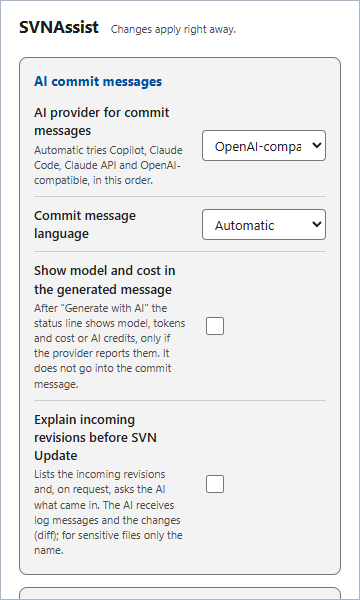 SVNAssist Changes apply right away.
AI commit messages
AI provider for commit
messages
Automatic tries Copilot, Claude
Code, Claude API and OpenAI-
compatible, in this order.
OpenAI-compa
Commit message
language
Automatic
Show model and cost in
the generated message
After "Generate with AI" the
status line shows model, tokens
and cost or AI credits, only if
the provider reports them. It
does not go into the commit
message.
Explain incoming
revisions before SVN
Update
Lists the incoming revisions
and, on request, asks the AI
what came in. The AI receives
log messages and the changes
(diff); for sensitive files only the
name.